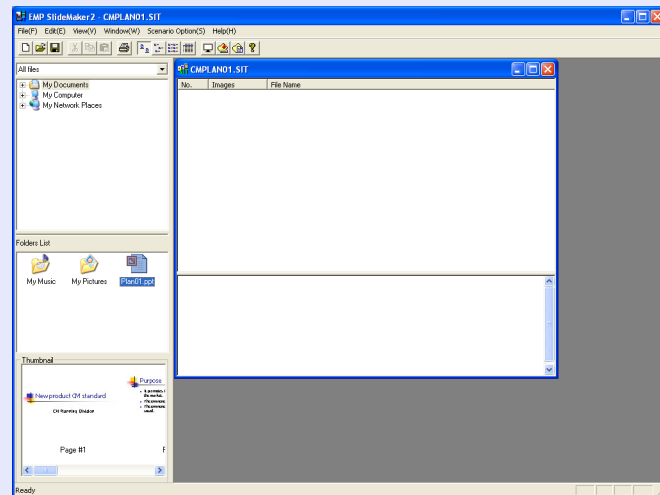 EMP SlideMaker2 - CMPLAN01.SIT
File(F) Edit(E) View(V) Window(W) Scenario Option(S) Help(H)
All files
My Documents
My Computer
My Network Places
Folders List
My Music My Pictures Plan01.ppt
Thumbnail
New product CM standard
CM Planning Division
Page #1
Purpose
CMPLAN01.SIT
No. Images File Name
Ready